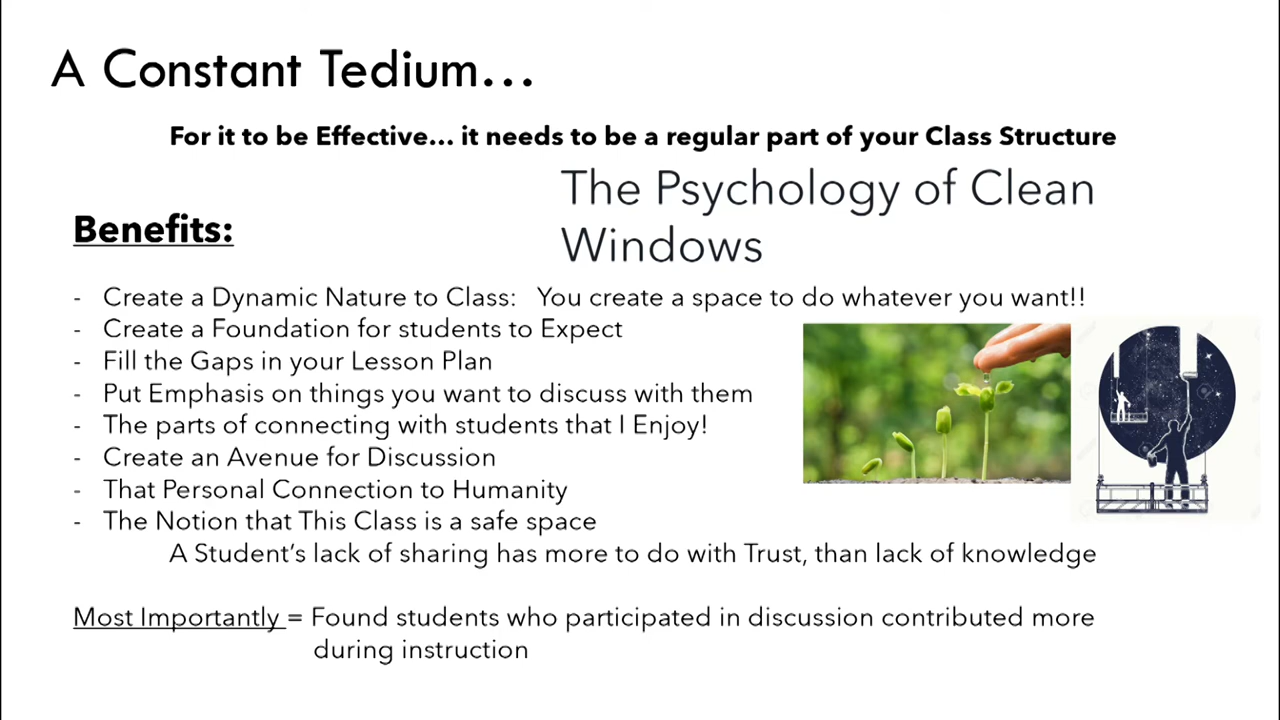 A Constant Tedium...
For it to be Effective... it needs to be a regular part of your Class Structure
The Psychology of Clean
Windows
Benefits:
- Create a Dynamic Nature to Class: You create a space to do whatever you want!!
- Create a Foundation for students to Expect
- Fill the Gaps in your Lesson Plan
- Put Emphasis on things you want to discuss with them
- The parts of connecting with students that I Enjoy!
- Create an Avenue for Discussion
- That Personal Connection to Humanity
- The Notion that This Class is a safe space
A Student’s lack of sharing has more to do with Trust, than lack of knowledge
Most Importantly = Found students who participated in discussion contributed more
during instruction